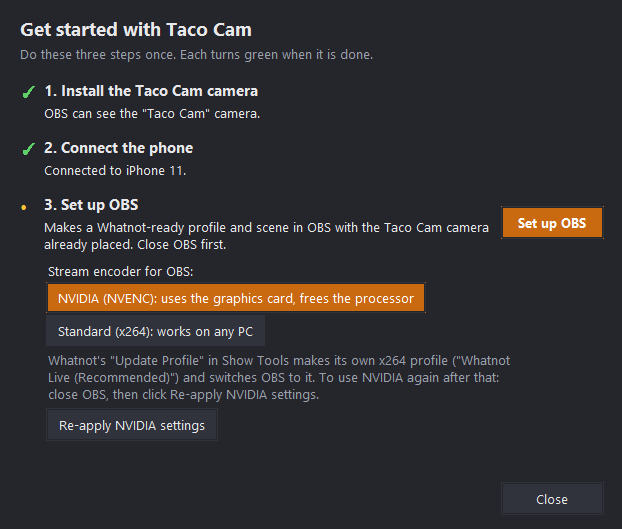 Get started with Taco Cam
Do these three steps once. Each turns green when it is done.
1. Install the Taco Cam camera
OBS can see the "Taco Cam" camera.
2. Connect the phone
Connected to iPhone 11.
3. Set up OBS
Makes a Whatnot-ready profile and scene in OBS with the Taco Cam camera
already placed. Close OBS first.
Set up OBS
Stream encoder for OBS:
NVIDIA (NVENC): uses the graphics card, frees the processor
Standard (x264): works on any PC
Whatnot's "Update Profile" in Show Tools makes its own x264 profile ("Whatnot
Live (Recommended)") and switches OBS to it. To use NVIDIA again after that:
close OBS, then click Re-apply NVIDIA settings.
Re-apply NVIDIA settings
Close